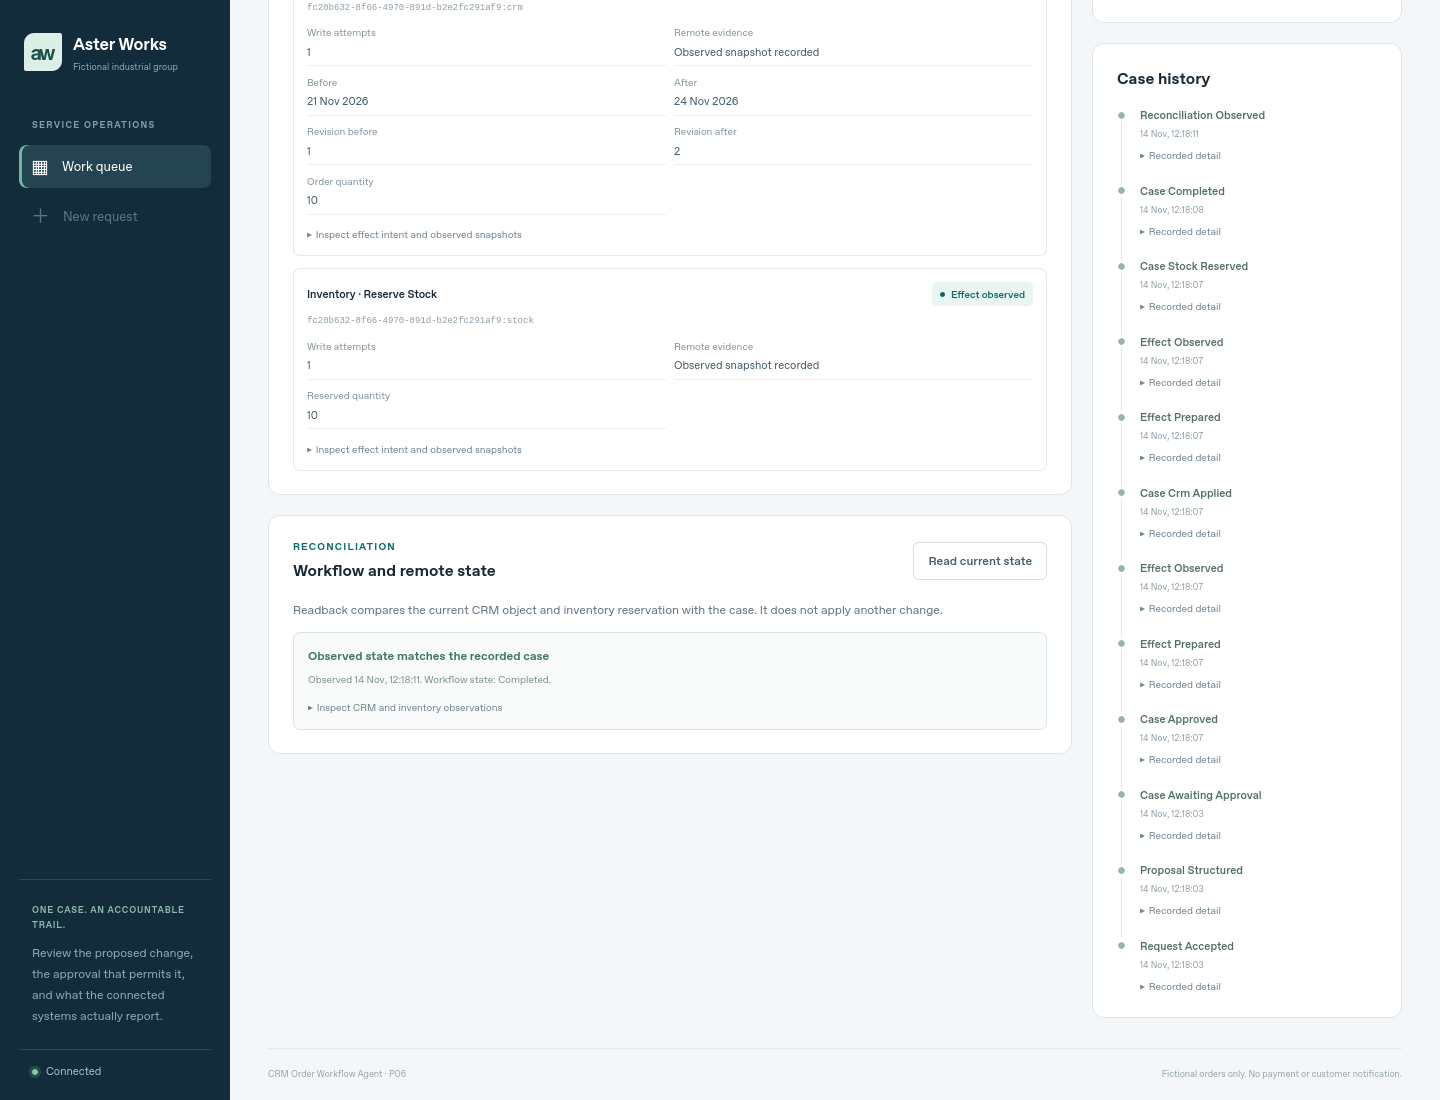 aw
Aster Works
Fictional industrial group
SERVICE OPERATIONS
Work queue
New request
ONE CASE. AN ACCOUNTABLE
TRAIL.
Review the proposed change,
the approval that permits it,
and what the connected
systems actually report.
Connected
fc20b632-8f66-4970-891d-b2e2fc291af9:crm
Write attempts
1
Remote evidence
Observed snapshot recorded
Before
21 Nov 2026
After
24 Nov 2026
Revision before
1
Revision after
2
Order quantity
10
▸ Inspect effect intent and observed snapshots
Inventory · Reserve Stock
Effect observed
fc20b632-8f66-4970-891d-b2e2fc291af9:stock
Write attempts
1
Remote evidence
Observed snapshot recorded
Reserved quantity
10
▸ Inspect effect intent and observed snapshots
RECONCILIATION
Workflow and remote state
Read current state
Readback compares the current CRM object and inventory reservation with the case. It does not apply another change.
Observed state matches the recorded case
Observed 14 Nov, 12:18:11. Workflow state: Completed.
▸ Inspect CRM and inventory observations
Case history
Reconciliation Observed
14 Nov, 12:18:11
▸ Recorded detail
Case Completed
14 Nov, 12:18:08
▸ Recorded detail
Case Stock Reserved
14 Nov, 12:18:07
▸ Recorded detail
Effect Observed
14 Nov, 12:18:07
▸ Recorded detail
Effect Prepared
14 Nov, 12:18:07
▸ Recorded detail
Case Crm Applied
14 Nov, 12:18:07
▸ Recorded detail
Effect Observed
14 Nov, 12:18:07
▸ Recorded detail
Effect Prepared
14 Nov, 12:18:07
▸ Recorded detail
Case Approved
14 Nov, 12:18:07
▸ Recorded detail
Case Awaiting Approval
14 Nov, 12:18:03
▸ Recorded detail
Proposal Structured
14 Nov, 12:18:03
▸ Recorded detail
Request Accepted
14 Nov, 12:18:03
▸ Recorded detail
CRM Order Workflow Agent · P06
Fictional orders only. No payment or customer notification.